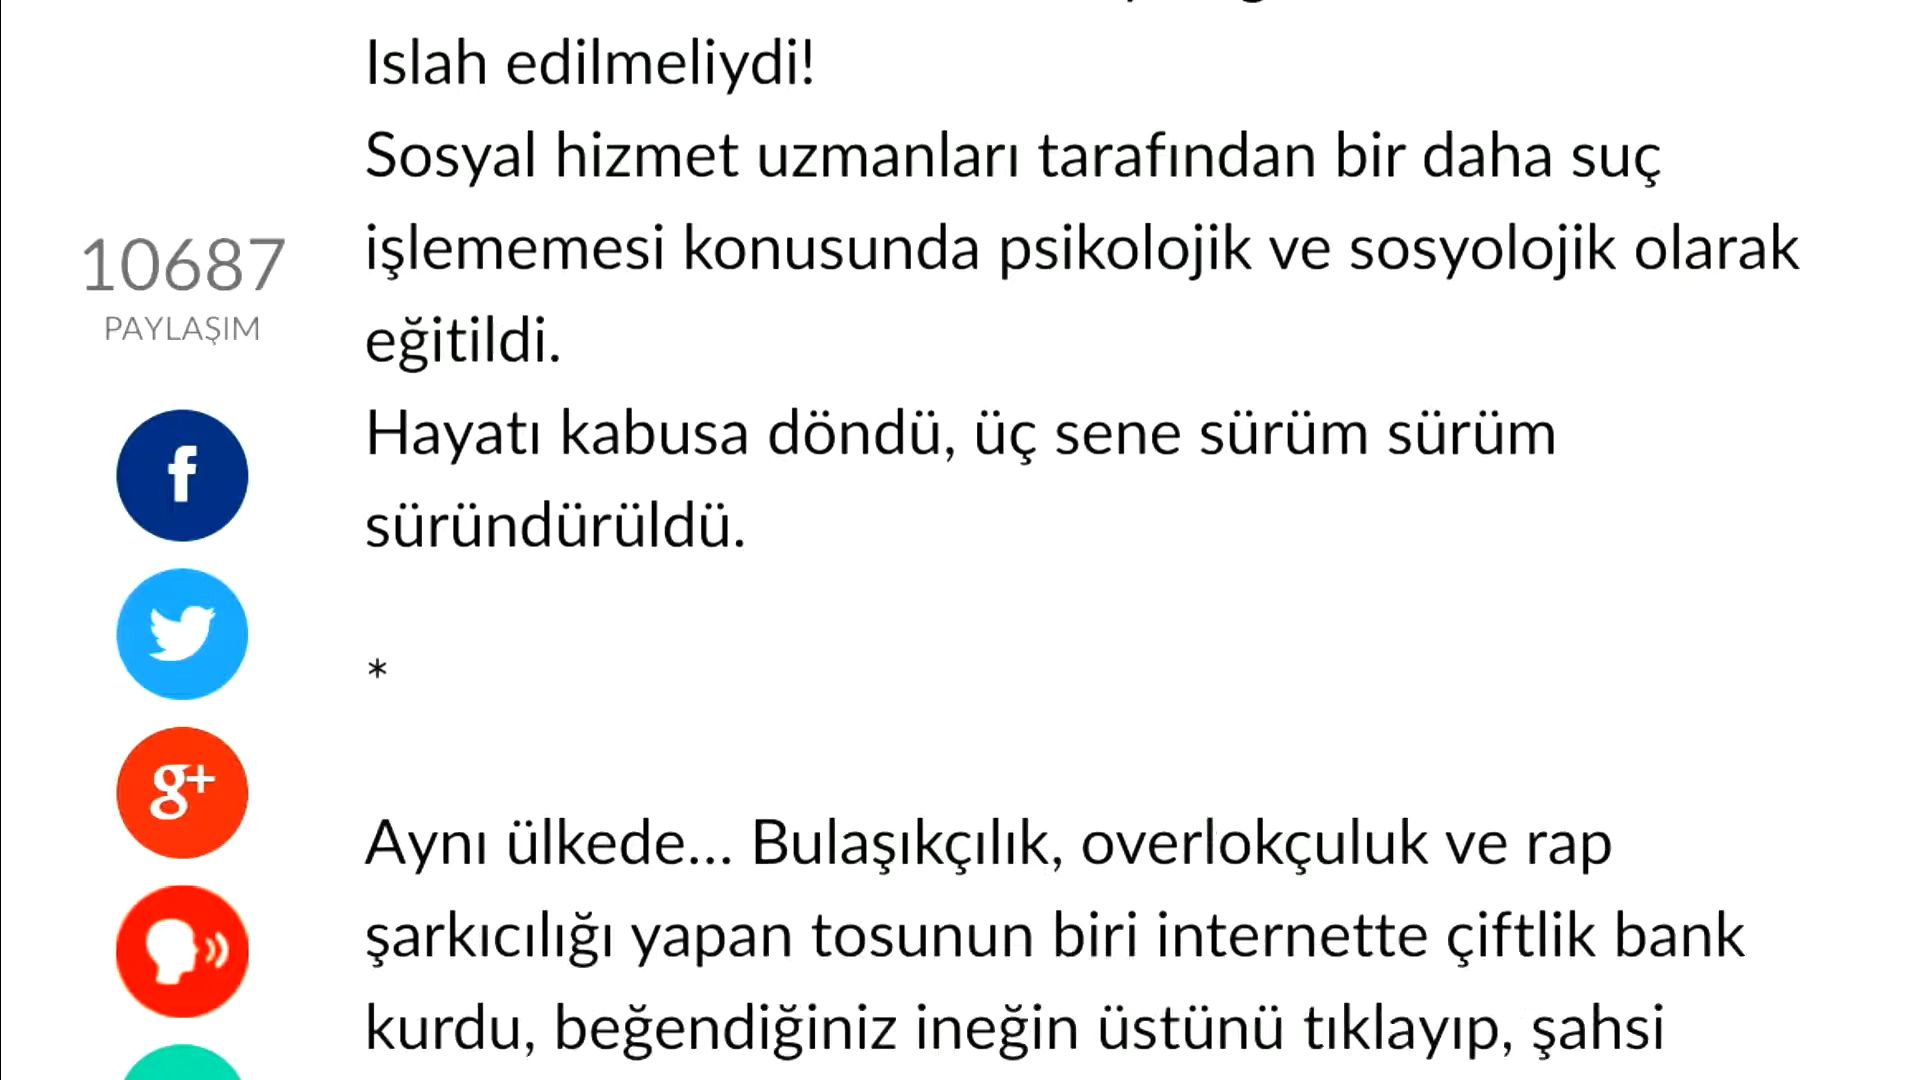 Islah edilmeliydi!
Sosyal hizmet uzmanları tarafından bir daha suç
işlememesi konusunda psikolojik ve sosyolojik olarak
eğitildi.
Hayatı kabusa döndü, üç sene sürüm sürüm
süründürüldü.
*
Aynı ülkede... Bulaşıkçılık, overlokçuluk ve rap
şarkıcılığı yapan tosunun biri internette çiftlik bank
kurdu, beğendiğiniz ineğin üstünü tıklayıp, şahsi
10687
PAYLAŞIM
f
g+